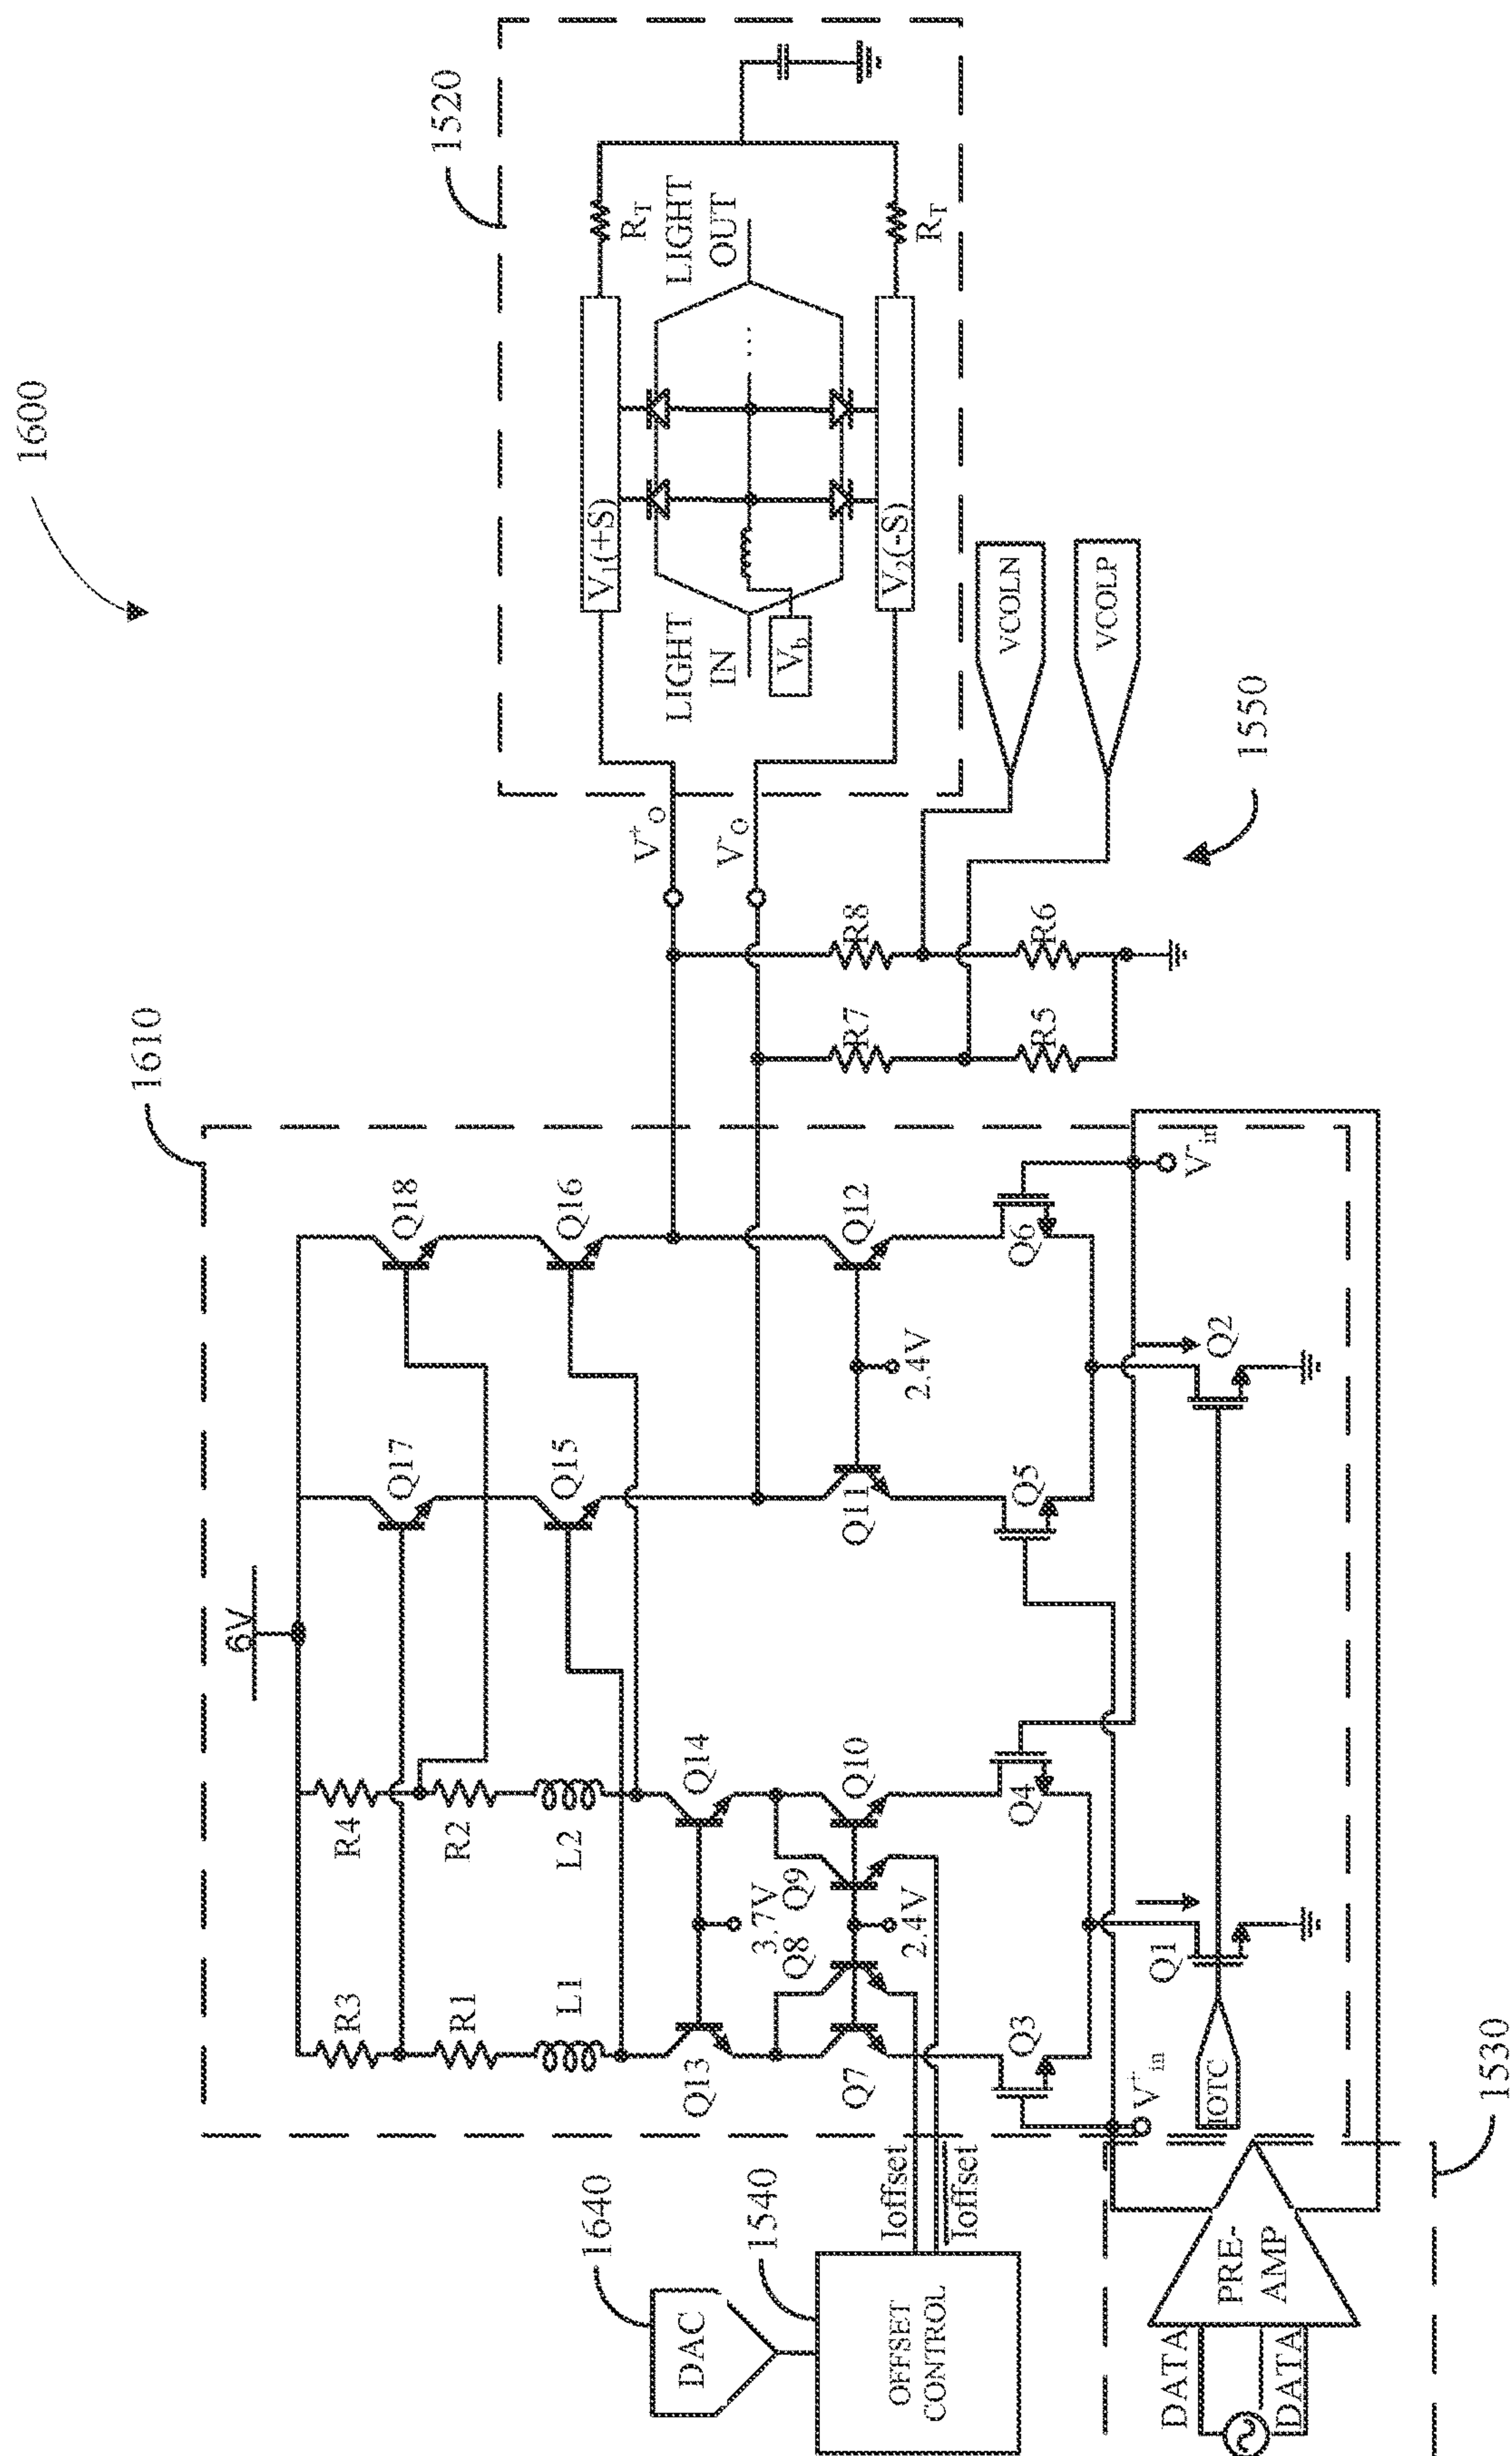 1600
1610
1520
6V
R3
R4
Q17
Q18
R1
R2
L1
L2
Q15
Q16
Q13
Q14
3.7V
Q7
Q8
Q9
Q10
2.4V
Q11
Q12
2.4V
Q3
Q4
Q5
Q6
V⁺in
V⁻in
IOTC
Q1
Q2
1640
DAC
1540
OFFSET
CONTROL
Ioffset
Ioffset
DATA
DATA
PRE-
AMP
1530
V⁺O
V⁻O
R7
R8
R5
R6
1550
VCOLN
VCOLP
V₁(+S)
RT
LIGHT
IN
LIGHT
OUT
Vb
...
V₂(-S)
RT